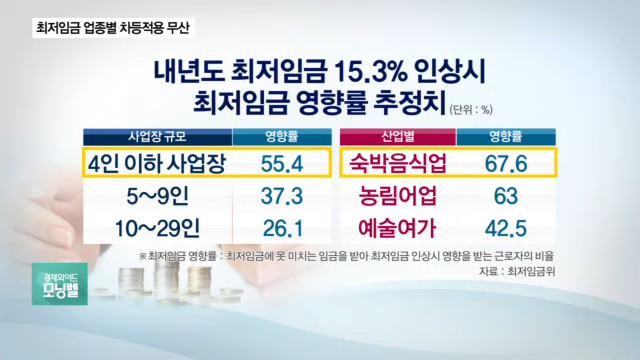 최저임금 업종별 차등적용 무산
내년도 최저임금 15.3% 인상시
최저임금 영향률 추정치 (단위 : %)
사업장 규모 영향률 산업별 영향률
4인 이하 사업장 55.4 숙박음식업 67.6
5~9인 37.3 농림어업 63
10~29인 26.1 예술여가 42.5
※최저임금 영향률 : 최저임금에 못 미치는 임금을 받아 최저임금 인상시 영향을 받는 근로자의 비율
자료 : 최저임금위
경제와이드
모닝벨